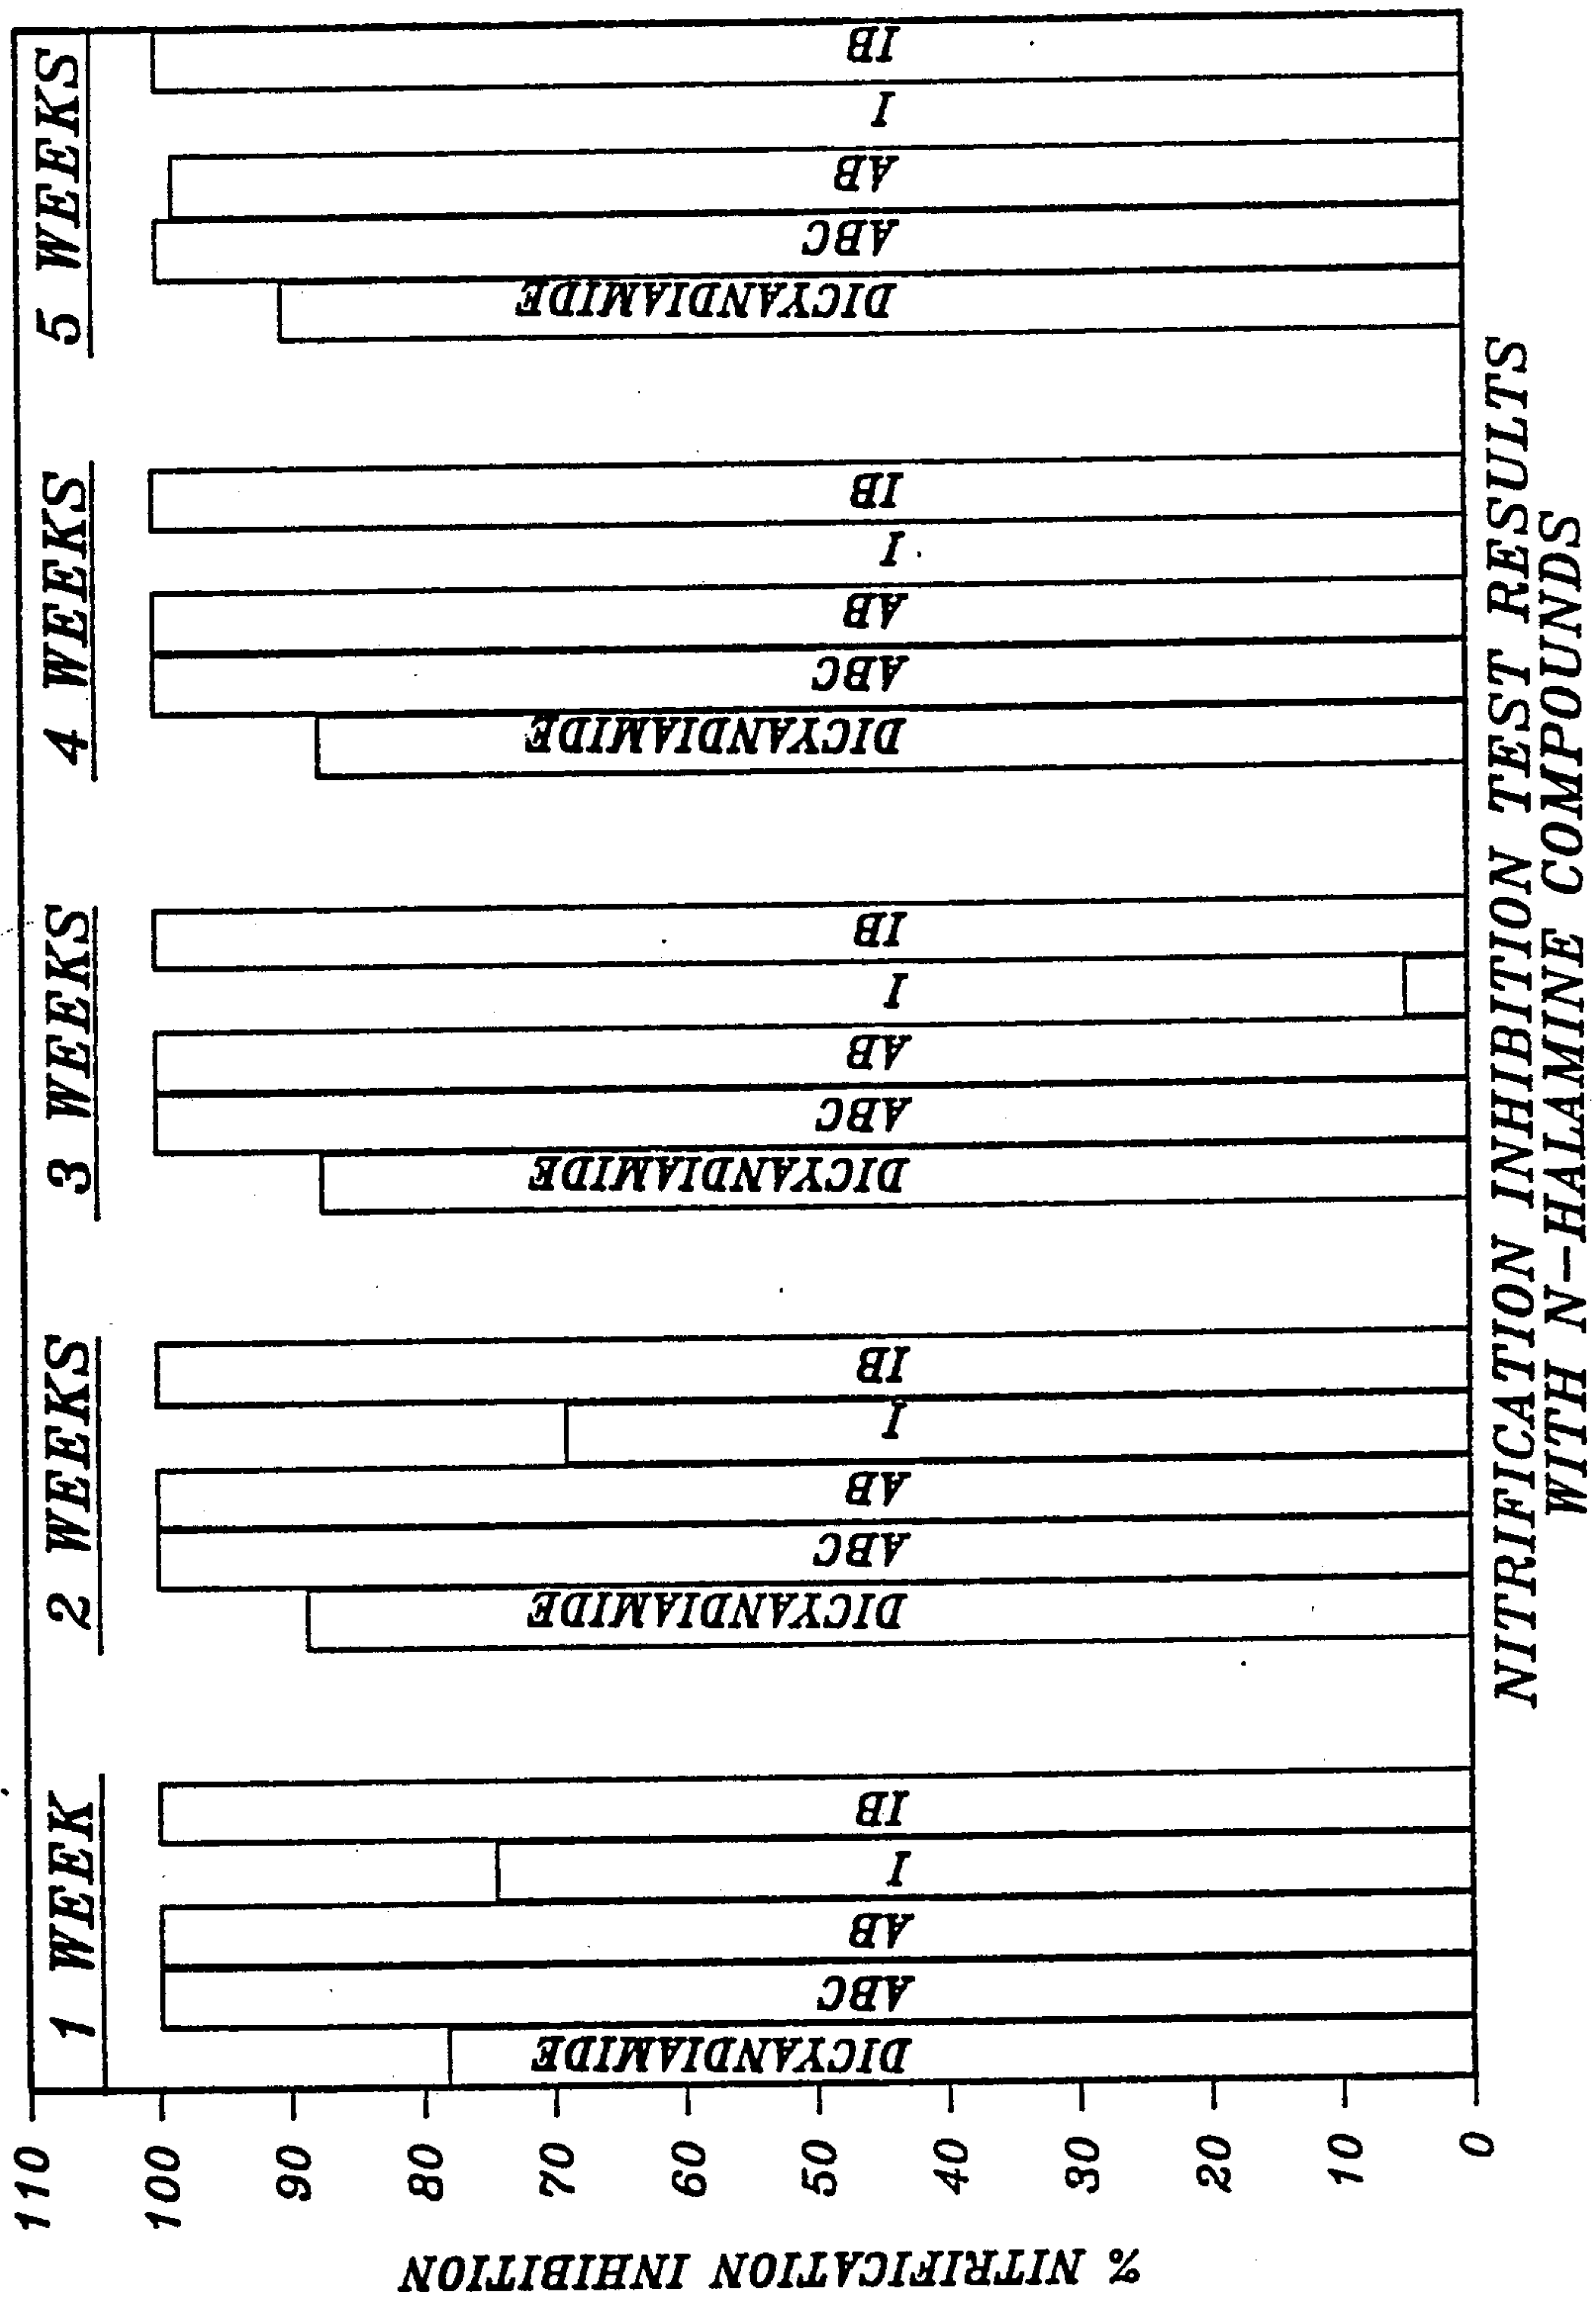 1 WEEK
2 WEEKS
3 WEEKS
4 WEEKS
5 WEEKS
110
100
90
80
70
60
50
40
30
20
10
0
% NITRIFICATION INHIBITION
DICYANDIAMIDE
ABC
AB
I
IB
DICYANDIAMIDE
ABC
AB
I
IB
DICYANDIAMIDE
ABC
AB
I
IB
DICYANDIAMIDE
ABC
AB
I
IB
DICYANDIAMIDE
ABC
AB
I
IB
NITRIFICATION INHIBITION TEST RESULTS
WITH N-HALAMINE COMPOUNDS